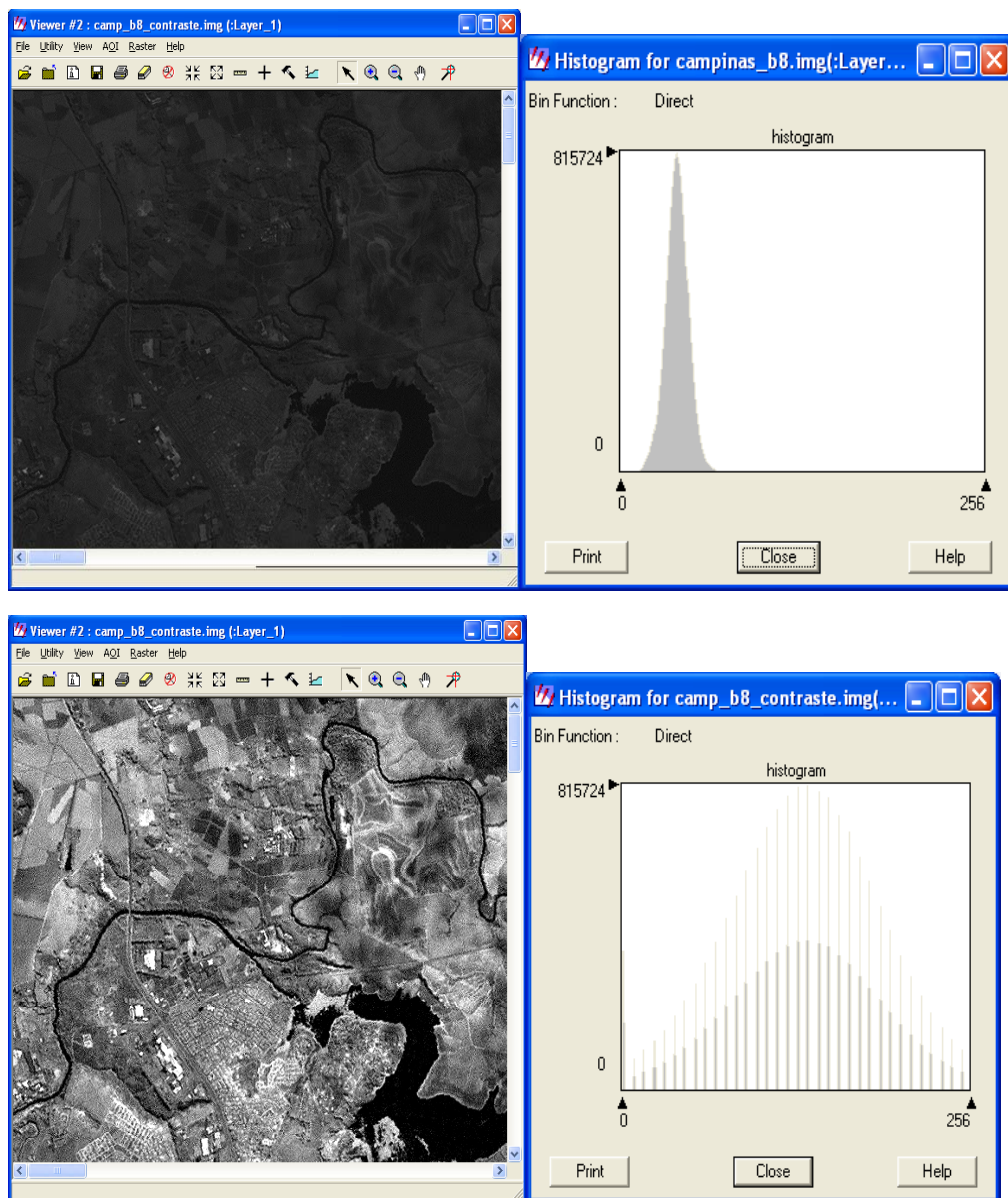 Viewer #2 : camp_b8_contraste.img (:Layer_1)
File Utility View AOI Raster Help
Histogram for campinas_b8.img(:Layer...
Bin Function : Direct
histogram
815724
0
0 256
Print Close Help
Viewer #2 : camp_b8_contraste.img (:Layer_1)
File Utility View AOI Raster Help
Histogram for camp_b8_contraste.img(...
Bin Function : Direct
histogram
815724
0
0 256
Print Close Help